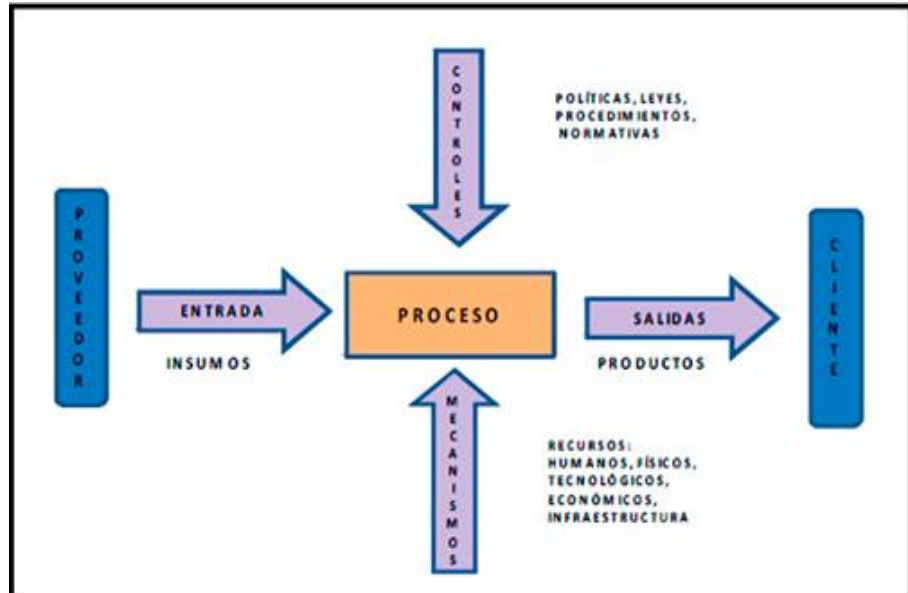 CONTROLES
POLÍTICAS, LEYES,
PROCEDIMIENTOS,
NORMATIVAS
PROVEEDOR
ENTRADA
INSUMOS
PROCESO
SALIDAS
PRODUCTOS
CLIENTE
MECANISMOS
RECURSOS:
HUMANOS, FÍSICOS,
TECNOLÓGICOS,
ECONÓMICOS,
INFRAESTRUCTURA